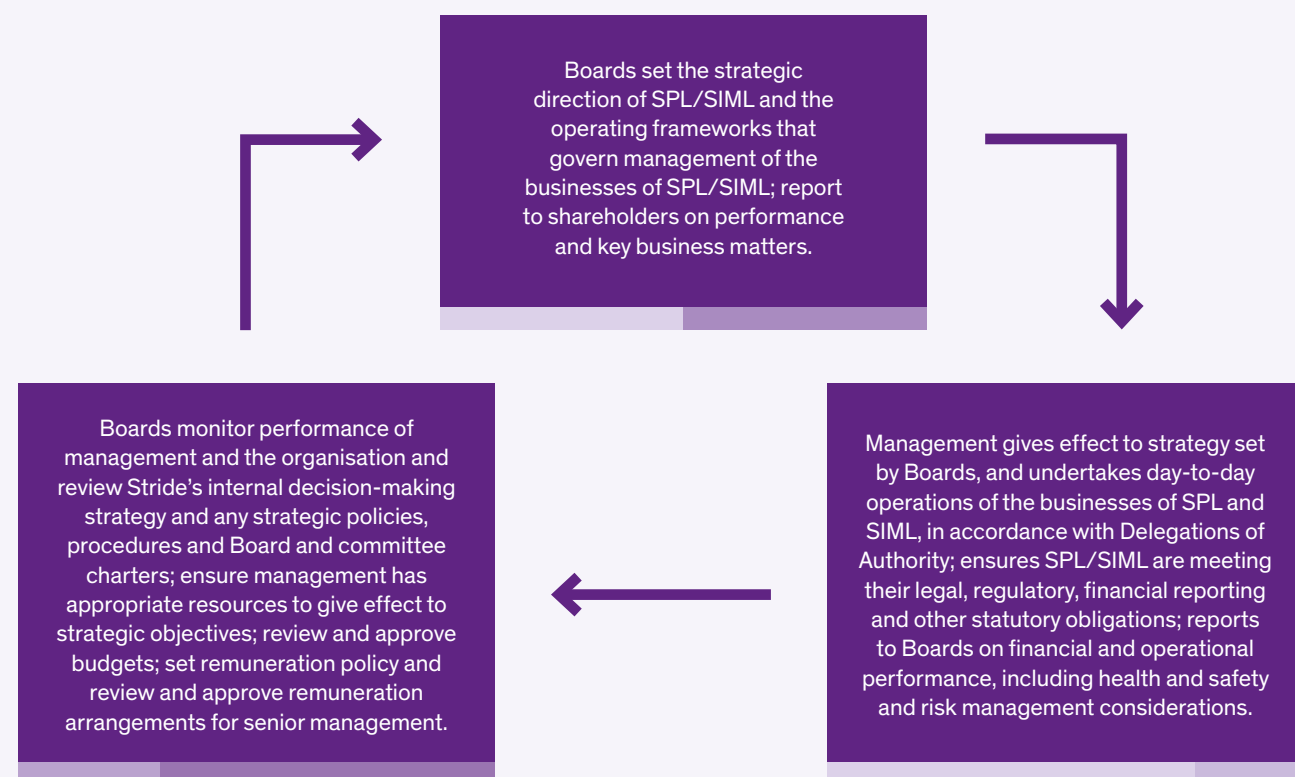 Boards set the strategic
direction of SPL/SIML and the
operating frameworks that
govern management of the
businesses of SPL/SIML; report
to shareholders on performance
and key business matters.
Boards monitor performance of
management and the organisation and
review Stride’s internal decision-making
strategy and any strategic policies,
procedures and Board and committee
charters; ensure management has
appropriate resources to give effect to
strategic objectives; review and approve
budgets; set remuneration policy and
review and approve remuneration
arrangements for senior management.
Management gives effect to strategy set
by Boards, and undertakes day-to-day
operations of the businesses of SPL and
SIML, in accordance with Delegations of
Authority; ensures SPL/SIML are meeting
their legal, regulatory, financial reporting
and other statutory obligations; reports
to Boards on financial and operational
performance, including health and safety
and risk management considerations.